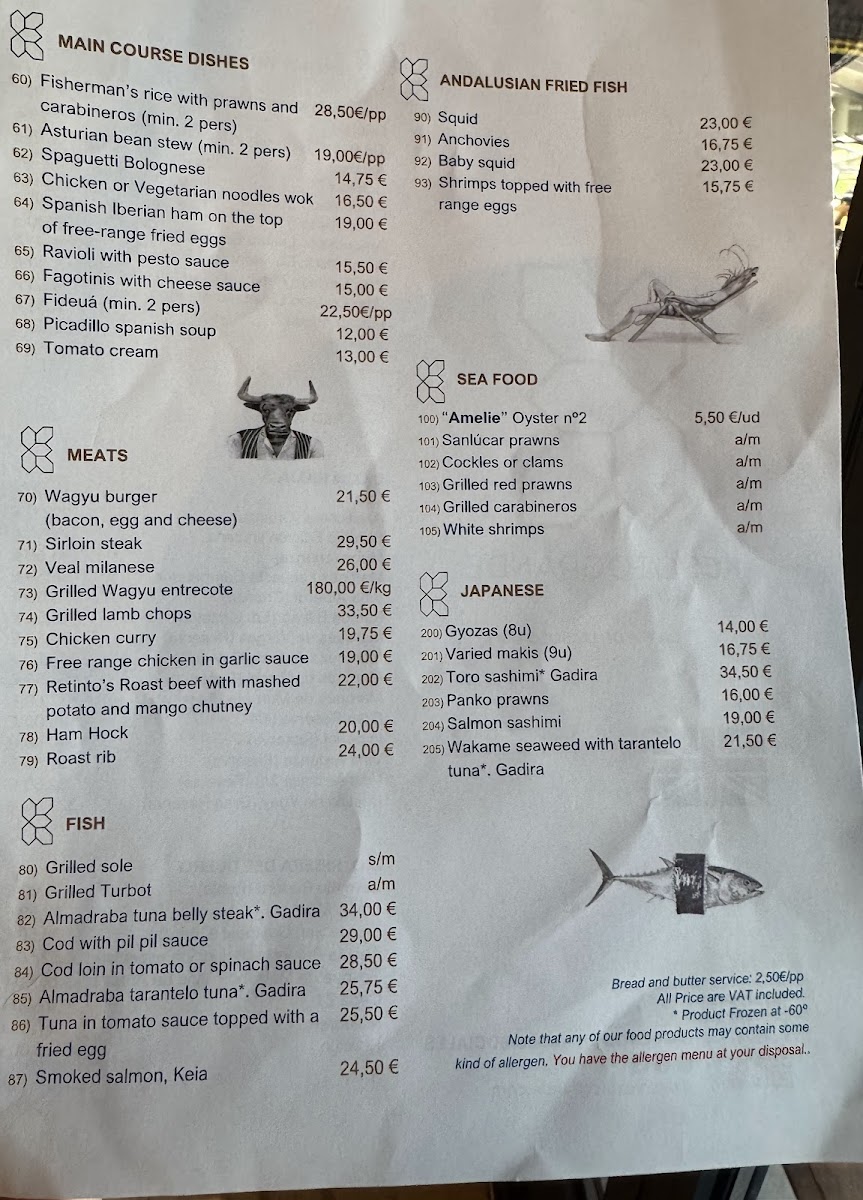 MAIN COURSE DISHES
60) Fisherman's rice with prawns and 28,50€/pp
carabineros (min. 2 pers)
61) Asturian bean stew (min. 2 pers) 19,00€/pp
62) Spaguetti Bolognese 14,75 €
63) Chicken or Vegetarian noodles wok 16,50 €
64) Spanish Iberian ham on the top 19,00 €
of free-range fried eggs
65) Ravioli with pesto sauce 15,50 €
66) Fagotinis with cheese sauce 15,00 €
67) Fideuá (min. 2 pers) 22,50€/pp
68) Picadillo spanish soup 12,00 €
69) Tomato cream 13,00 €
MEATS
70) Wagyu burger 21,50 €
(bacon, egg and cheese)
71) Sirloin steak 29,50 €
72) Veal milanese 26,00 €
73) Grilled Wagyu entrecote 180,00 €/kg
74) Grilled lamb chops 33,50 €
75) Chicken curry 19,75 €
76) Free range chicken in garlic sauce 19,00 €
77) Retinto's Roast beef with mashed 22,00 €
potato and mango chutney
78) Ham Hock 20,00 €
79) Roast rib 24,00 €
FISH
80) Grilled sole s/m
81) Grilled Turbot a/m
82) Almadraba tuna belly steak*. Gadira 34,00 €
83) Cod with pil pil sauce 29,00 €
84) Cod loin in tomato or spinach sauce 28,50 €
85) Almadraba tarantelo tuna*. Gadira 25,75 €
86) Tuna in tomato sauce topped with a 25,50 €
fried egg
87) Smoked salmon, Keia 24,50 €
ANDALUSIAN FRIED FISH
90) Squid 23,00 €
91) Anchovies 16,75 €
92) Baby squid 23,00 €
93) Shrimps topped with free 15,75 €
range eggs
SEA FOOD
100) "Amelie" Oyster nº2 5,50 €/ud
101) Sanlúcar prawns a/m
102) Cockles or clams a/m
103) Grilled red prawns a/m
104) Grilled carabineros a/m
105) White shrimps a/m
JAPANESE
200) Gyozas (8u) 14,00 €
201) Varied makis (9u) 16,75 €
202) Toro sashimi* Gadira 34,50 €
203) Panko prawns 16,00 €
204) Salmon sashimi 19,00 €
205) Wakame seaweed with tarantelo 21,50 €
tuna*. Gadira
Bread and butter service: 2,50€/pp
All Price are VAT included.
* Product Frozen at -60º
Note that any of our food products may contain some
kind of allergen. You have the allergen menu at your disposal..